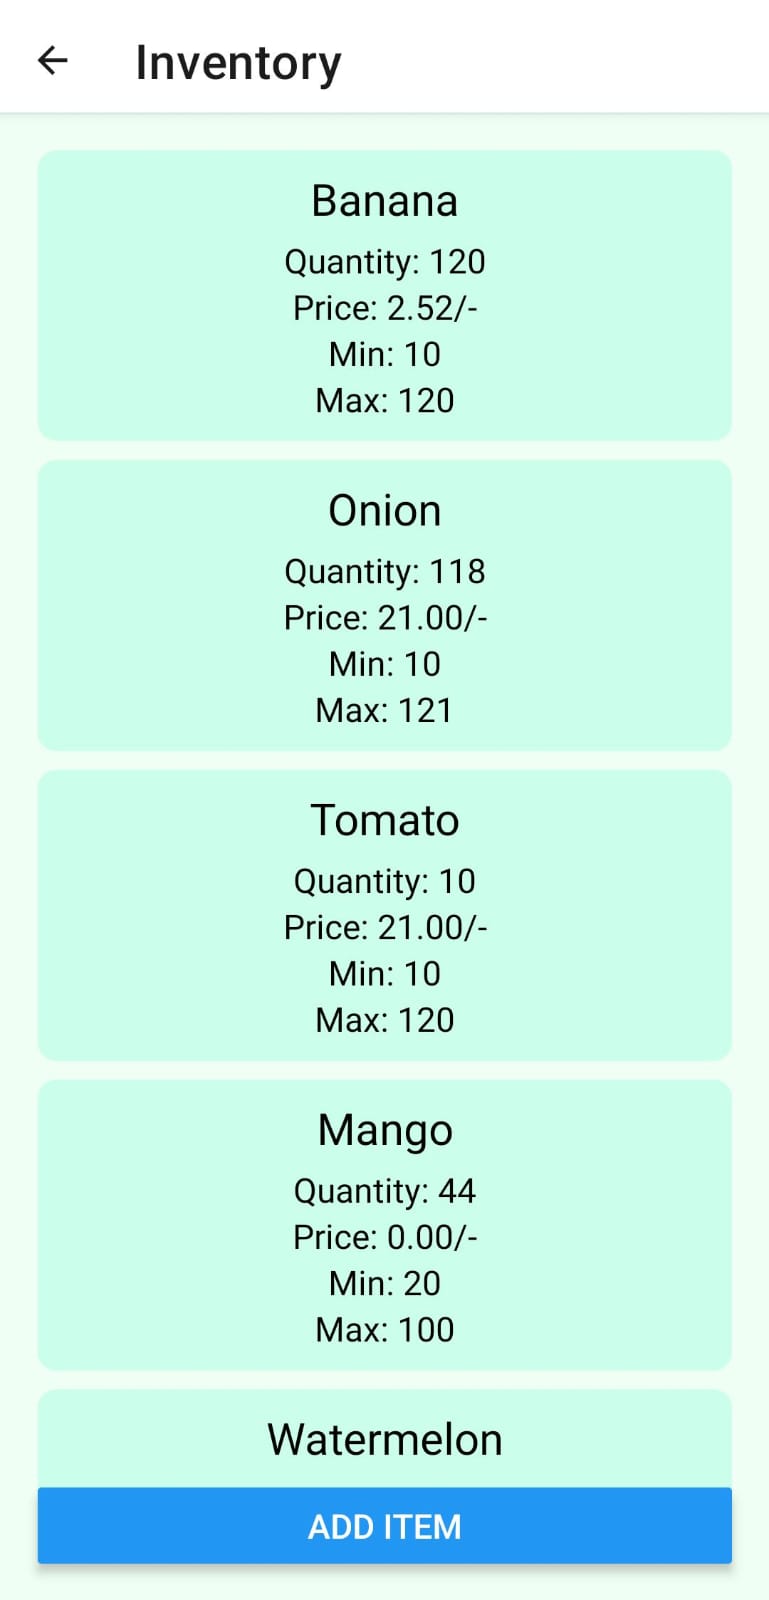 Inventory
Banana
Quantity: 120
Price: 2.52/-
Min: 10
Max: 120
Onion
Quantity: 118
Price: 21.00/-
Min: 10
Max: 121
Tomato
Quantity: 10
Price: 21.00/-
Min: 10
Max: 120
Mango
Quantity: 44
Price: 0.00/-
Min: 20
Max: 100
Watermelon
ADD ITEM